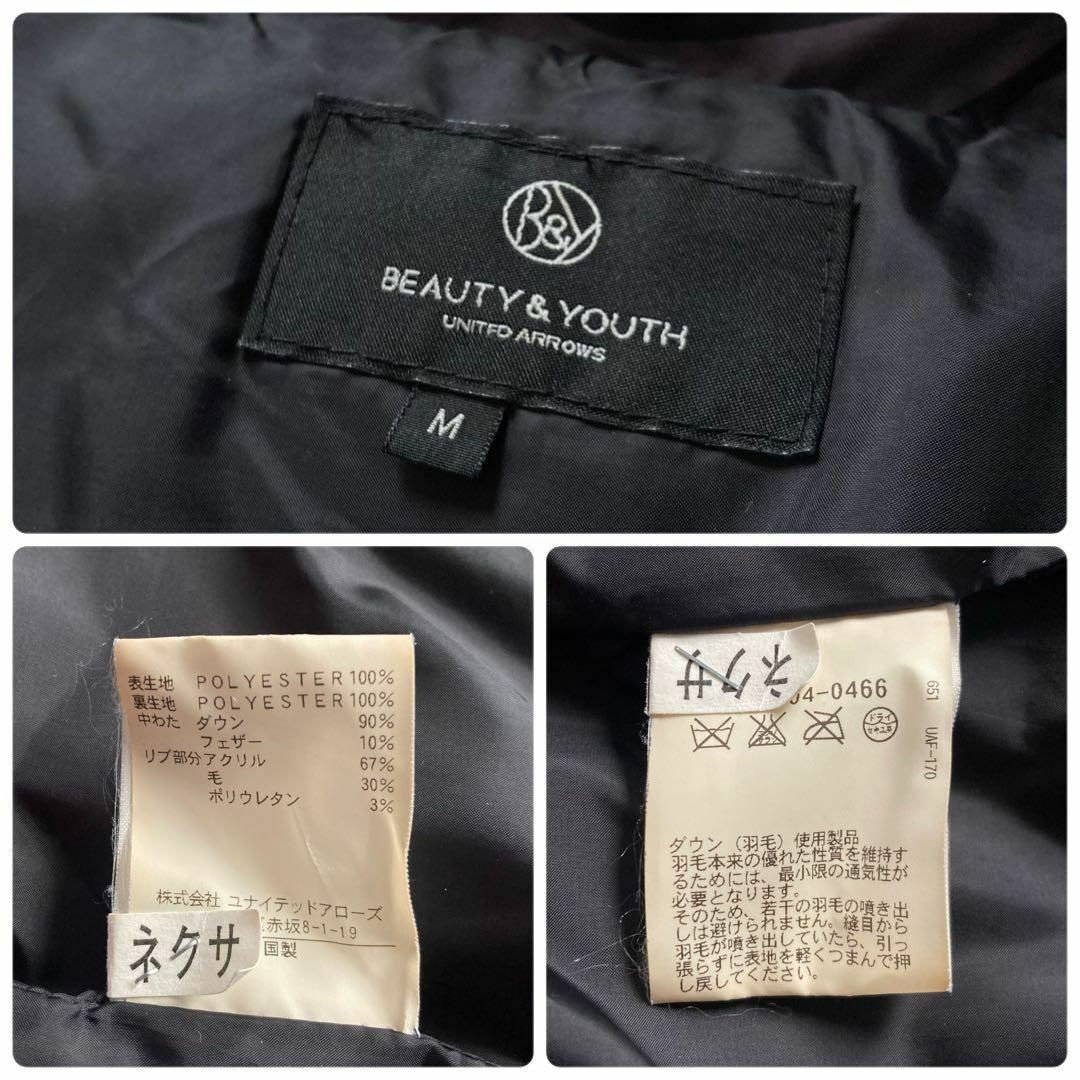 B&Y
BEAUTY & YOUTH
UNITED ARROWS
M
表生地 POLYESTER 100%
裏生地 POLYESTER 100%
中わた ダウン 90%
フェザー 10%
リブ部分アクリル 67%
毛 30%
ポリウレタン 3%
株式会社 ユナイテッドアローズ
赤坂8-1-19
国製
ネクサ
ネクサ
04-0466
ドライ
セキユ系
651 UAF-170
ダウン（羽毛）使用製品
羽毛本来の優れた性質を維持す
るためには、最小限の通気性が
必要となります。
そのため、若干の羽毛の噴き出
しは避けられません。縫目から
羽毛が噴き出していたら、引っ
張らずに表地を軽くつまんで押
し戻してください。